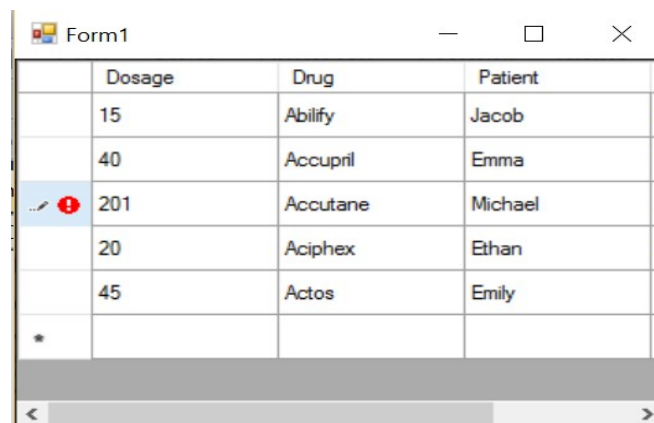 Form1
Dosage Drug Patient
15 Abilify Jacob
40 Accupril Emma
201 Accutane Michael
20 Aciphex Ethan
45 Actos Emily
*